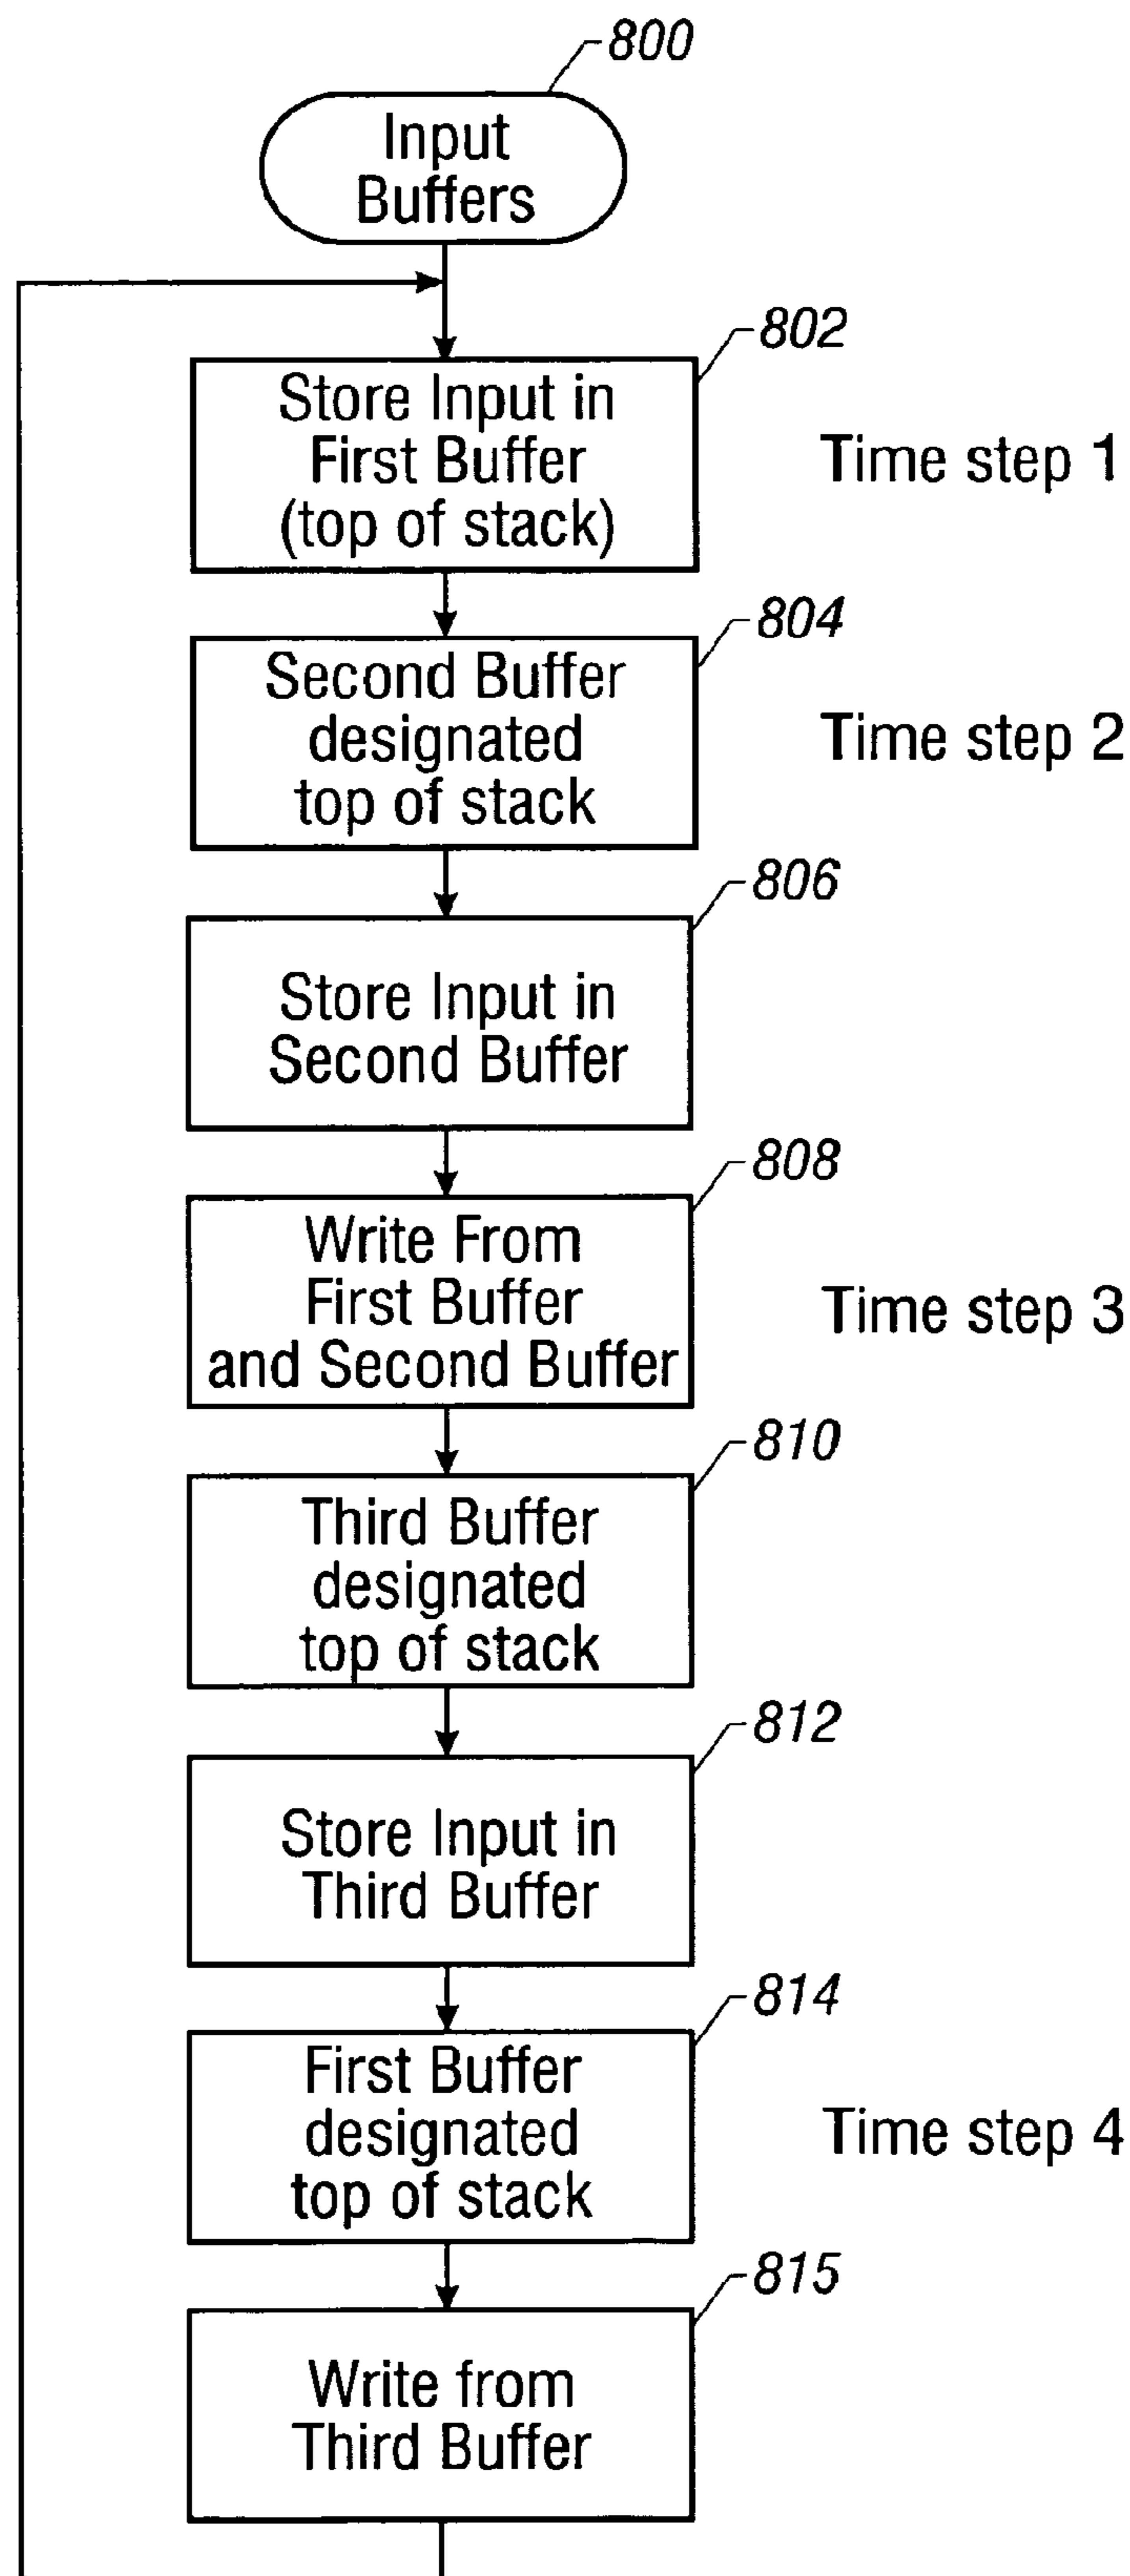 800
Input
Buffers
802
Store Input in
First Buffer
(top of stack)
Time step 1
804
Second Buffer
designated
top of stack
Time step 2
806
Store Input in
Second Buffer
808
Write From
First Buffer
and Second Buffer
Time step 3
810
Third Buffer
designated
top of stack
812
Store Input in
Third Buffer
814
First Buffer
designated
top of stack
Time step 4
815
Write from
Third Buffer